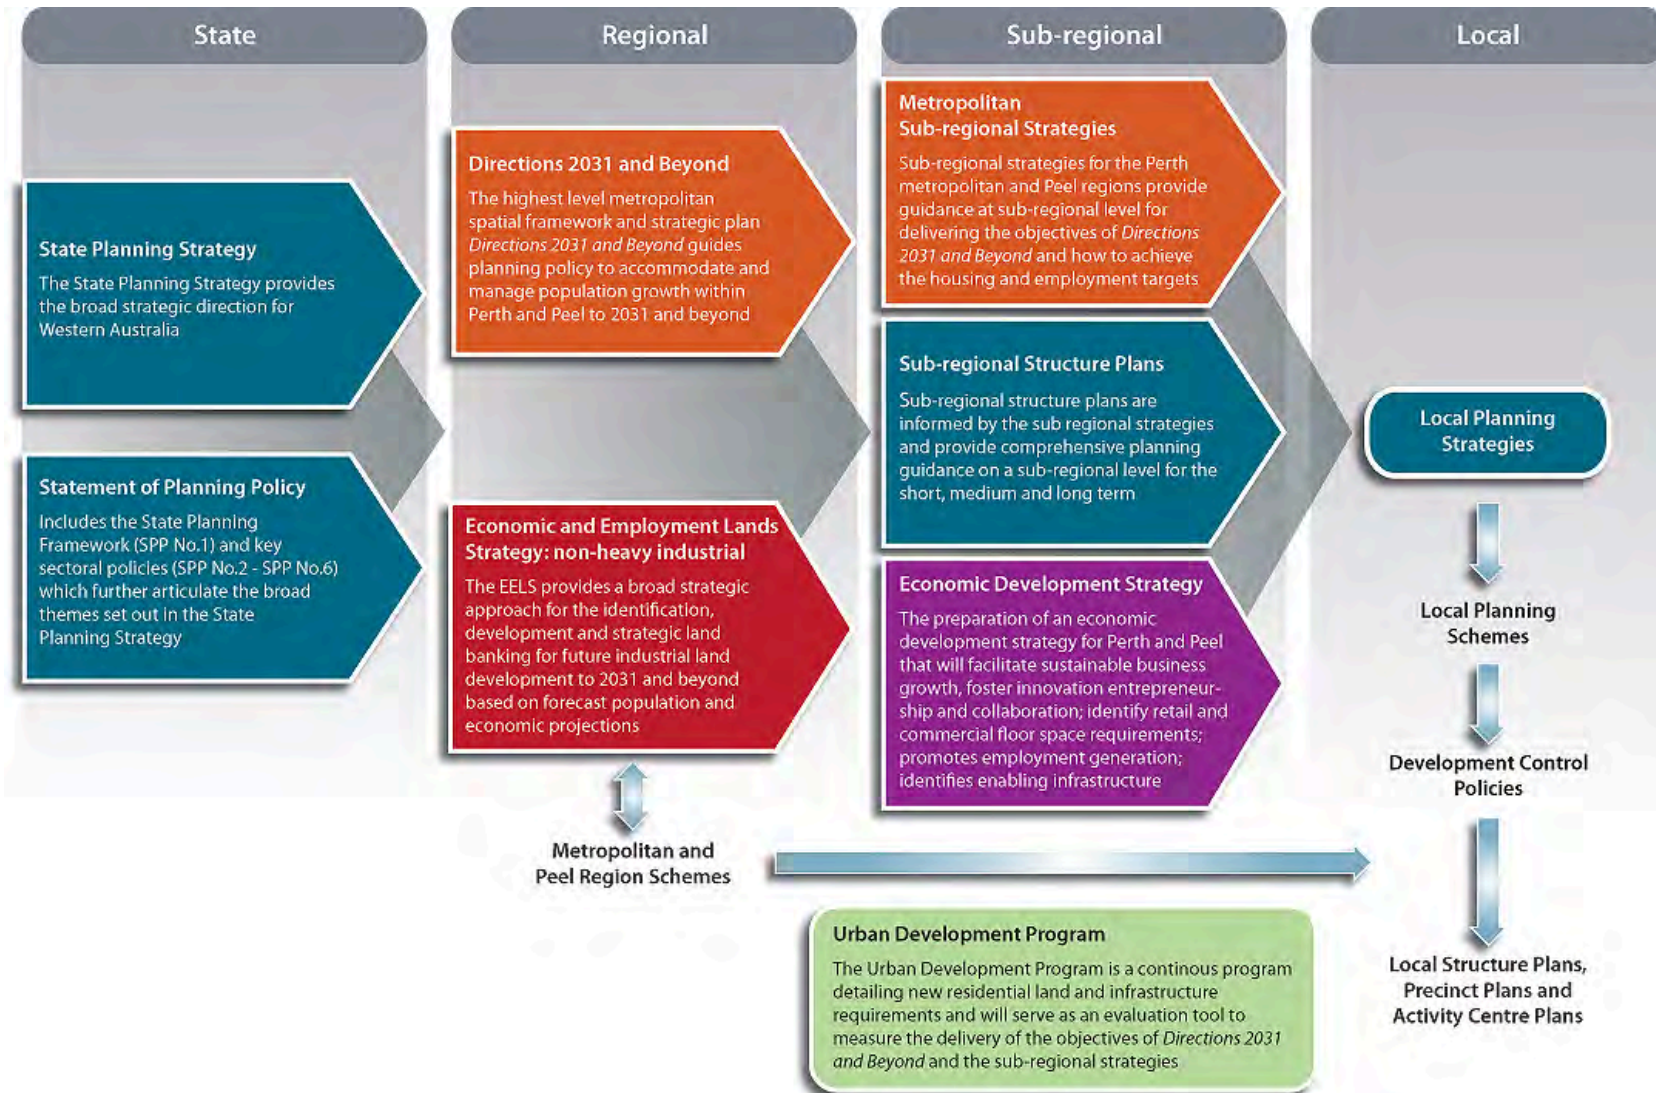 State
Regional
Sub-regional
Local
State Planning Strategy
The State Planning Strategy provides
the broad strategic direction for
Western Australia
Statement of Planning Policy
Includes the State Planning
Framework (SPP No.1) and key
sectoral policies (SPP No.2 - SPP No.6)
which further articulate the broad
themes set out in the State
Planning Strategy
Directions 2031 and Beyond
The highest level metropolitan
spatial framework and strategic plan
Directions 2031 and Beyond guides
planning policy to accommodate and
manage population growth within
Perth and Peel to 2031 and beyond
Economic and Employment Lands
Strategy: non-heavy industrial
The EELS provides a broad strategic
approach for the identification,
development and strategic land
banking for future industrial land
development to 2031 and beyond
based on forecast population and
economic projections
Metropolitan and
Peel Region Schemes
Metropolitan
Sub-regional Strategies
Sub-regional strategies for the Perth
metropolitan and Peel regions provide
guidance at sub-regional level for
delivering the objectives of Directions
2031 and Beyond and how to achieve
the housing and employment targets
Sub-regional Structure Plans
Sub-regional structure plans are
informed by the sub regional strategies
and provide comprehensive planning
guidance on a sub-regional level for the
short, medium and long term
Economic Development Strategy
The preparation of an economic
development strategy for Perth and Peel
that will facilitate sustainable business
growth, foster innovation entrepreneur-
ship and collaboration; identify retail and
commercial floor space requirements;
promotes employment generation;
identifies enabling infrastructure
Urban Development Program
The Urban Development Program is a continous program
detailing new residential land and infrastructure
requirements and will serve as an evaluation tool to
measure the delivery of the objectives of Directions 2031
and Beyond and the sub-regional strategies
Local Planning
Strategies
Local Planning
Schemes
Development Control
Policies
Local Structure Plans,
Precinct Plans and
Activity Centre Plans